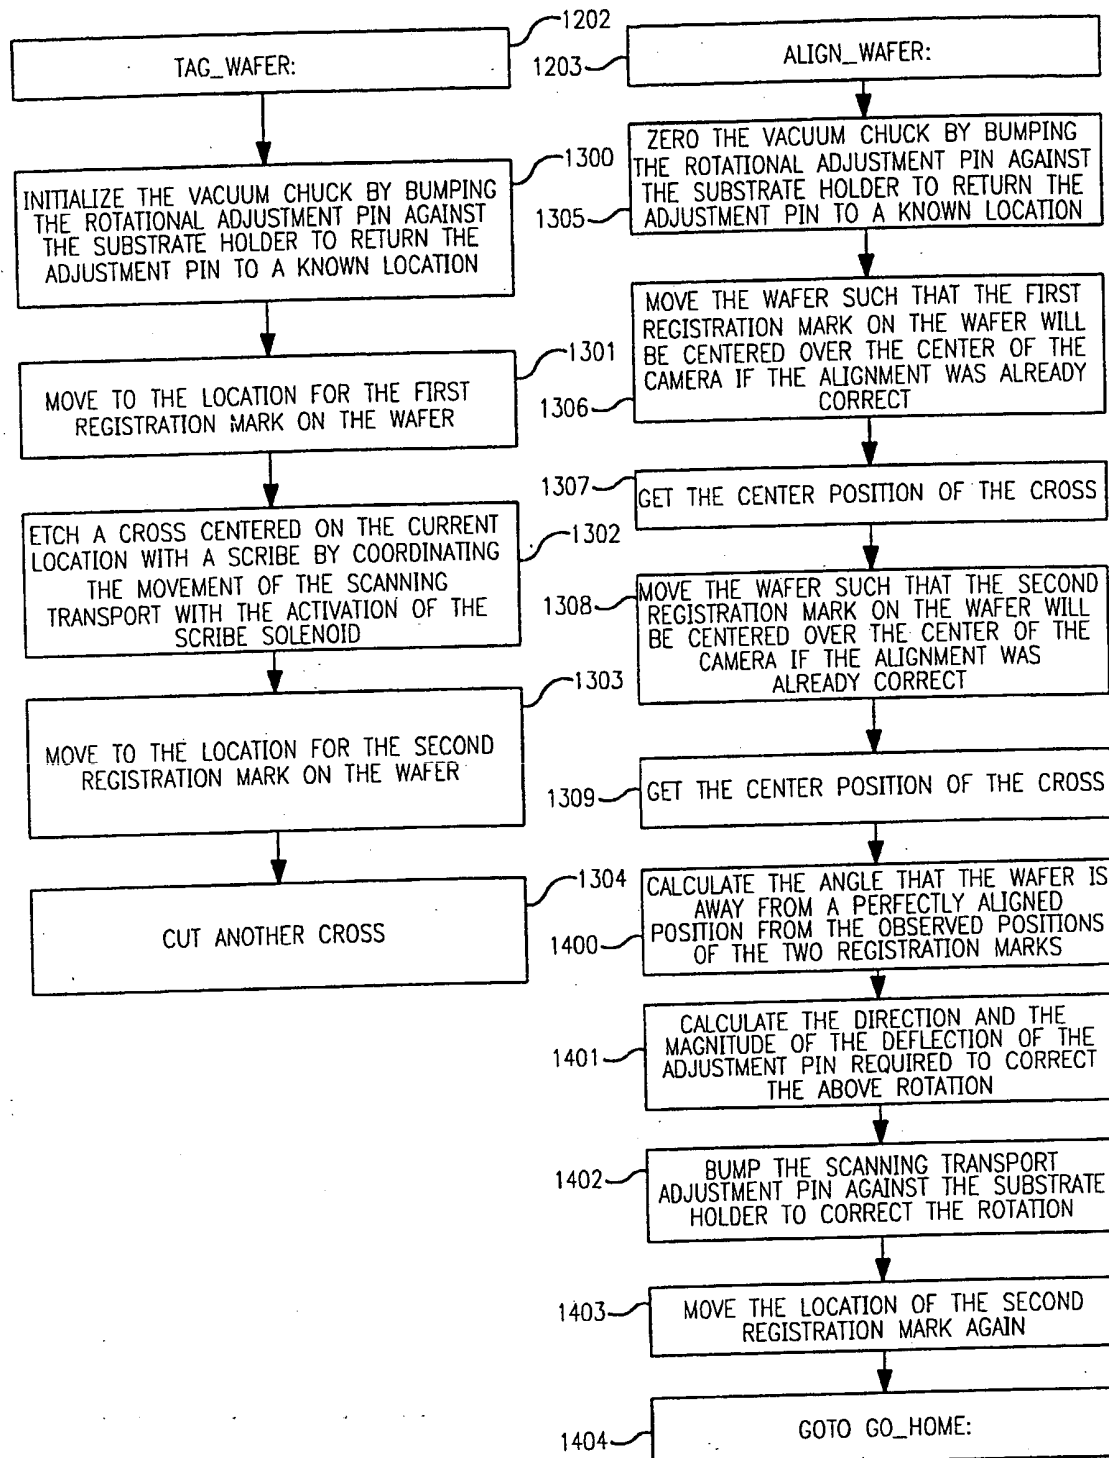 1202
TAG_WAFER:
1300
INITIALIZE THE VACUUM CHUCK BY BUMPING
THE ROTATIONAL ADJUSTMENT PIN AGAINST
THE SUBSTRATE HOLDER TO RETURN THE
ADJUSTMENT PIN TO A KNOWN LOCATION
1301
MOVE TO THE LOCATION FOR THE FIRST
REGISTRATION MARK ON THE WAFER
1302
ETCH A CROSS CENTERED ON THE CURRENT
LOCATION WITH A SCRIBE BY COORDINATING
THE MOVEMENT OF THE SCANNING
TRANSPORT WITH THE ACTIVATION OF THE
SCRIBE SOLENOID
1303
MOVE TO THE LOCATION FOR THE SECOND
REGISTRATION MARK ON THE WAFER
1304
CUT ANOTHER CROSS
1203
ALIGN_WAFER:
1305
ZERO THE VACUUM CHUCK BY BUMPING
THE ROTATIONAL ADJUSTMENT PIN AGAINST
THE SUBSTRATE HOLDER TO RETURN THE
ADJUSTMENT PIN TO A KNOWN LOCATION
1306
MOVE THE WAFER SUCH THAT THE FIRST
REGISTRATION MARK ON THE WAFER WILL
BE CENTERED OVER THE CENTER OF THE
CAMERA IF THE ALIGNMENT WAS ALREADY
CORRECT
1307
GET THE CENTER POSITION OF THE CROSS
1308
MOVE THE WAFER SUCH THAT THE SECOND
REGISTRATION MARK ON THE WAFER WILL
BE CENTERED OVER THE CENTER OF THE
CAMERA IF THE ALIGNMENT WAS
ALREADY CORRECT
1309
GET THE CENTER POSITION OF THE CROSS
1400
CALCULATE THE ANGLE THAT THE WAFER IS
AWAY FROM A PERFECTLY ALIGNED
POSITION FROM THE OBSERVED POSITIONS
OF THE TWO REGISTRATION MARKS
1401
CALCULATE THE DIRECTION AND THE
MAGNITUDE OF THE DEFLECTION OF THE
ADJUSTMENT PIN REQUIRED TO CORRECT
THE ABOVE ROTATION
1402
BUMP THE SCANNING TRANSPORT
ADJUSTMENT PIN AGAINST THE SUBSTRATE
HOLDER TO CORRECT THE ROTATION
1403
MOVE THE LOCATION OF THE SECOND
REGISTRATION MARK AGAIN
1404
GOTO GO_HOME: